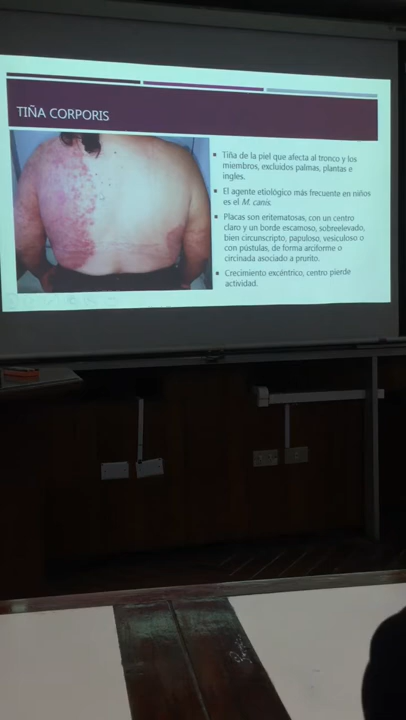 TIÑA CORPORIS
Tiña de la piel que afecta al tronco y los
miembros, excluidos palmas, plantas e
ingles.
El agente etiológico más frecuente en niños
es el M. canis.
Placas son eritematosas, con un centro
claro y un borde escamoso, sobreelevado,
bien circunscripto, papuloso, vesiculoso o
con pústulas, de forma arciforme o
circinada asociado a prurito.
Crecimiento excéntrico, centro pierde
actividad.